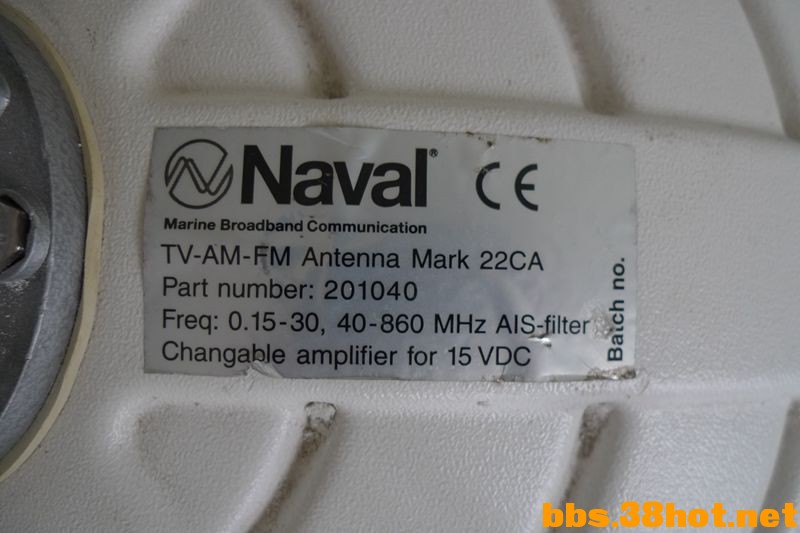 Naval® CE
Marine Broadband Communication
TV-AM-FM Antenna Mark 22CA
Part number: 201040
Freq: 0.15-30, 40-860 MHz AIS-filter
Changable amplifier for 15 VDC
Batch no.
bbs.38hot.net